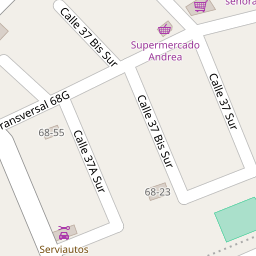 señora
Calle 37 Bis Sur
Supermercado
Andrea
Calle 37 Sur
Transversal 68G
Calle 37 Bis Sur
68-55
Calle 37A Sur
68-23
Serviautos